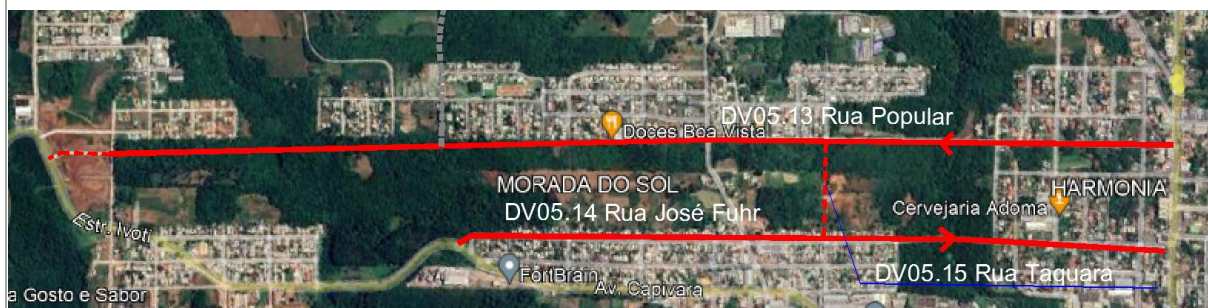 DV05.13 Rua Popular
Doces Boa Vista
MORADA DO SOL
HARMONIA
DV05.14 Rua José Fuhr
Cervejaria Adoma
Estr. Ivoti
DV05.15 Rua Taquara
FortBrain
Av. Capivara
a Gosto e Sabor